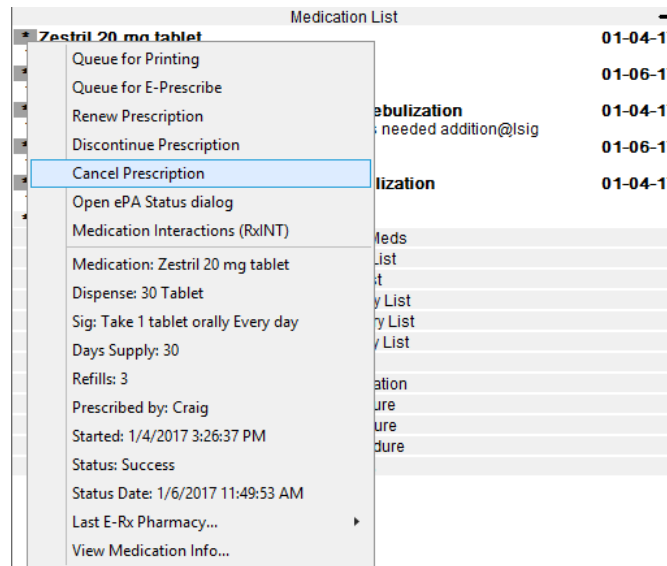 Medication List
* Zestril 20 mg tablet 01-04-1
Queue for Printing
Queue for E-Prescribe
01-06-1
Renew Prescription
ebulization 01-04-1
s needed addition@lsig
Discontinue Prescription
01-06-1
Cancel Prescription
lization 01-04-1
Open ePA Status dialog
Medication Interactions (RxINT)
Meds
Medication: Zestril 20 mg tablet
List
st
Dispense: 30 Tablet
y List
Sig: Take 1 tablet orally Every day
ry List
y List
Days Supply: 30
Refills: 3
ation
Prescribed by: Craig
ure
ure
Started: 1/4/2017 3:26:37 PM
dure
Status: Success
Status Date: 1/6/2017 11:49:53 AM
Last E-Rx Pharmacy...
View Medication Info...